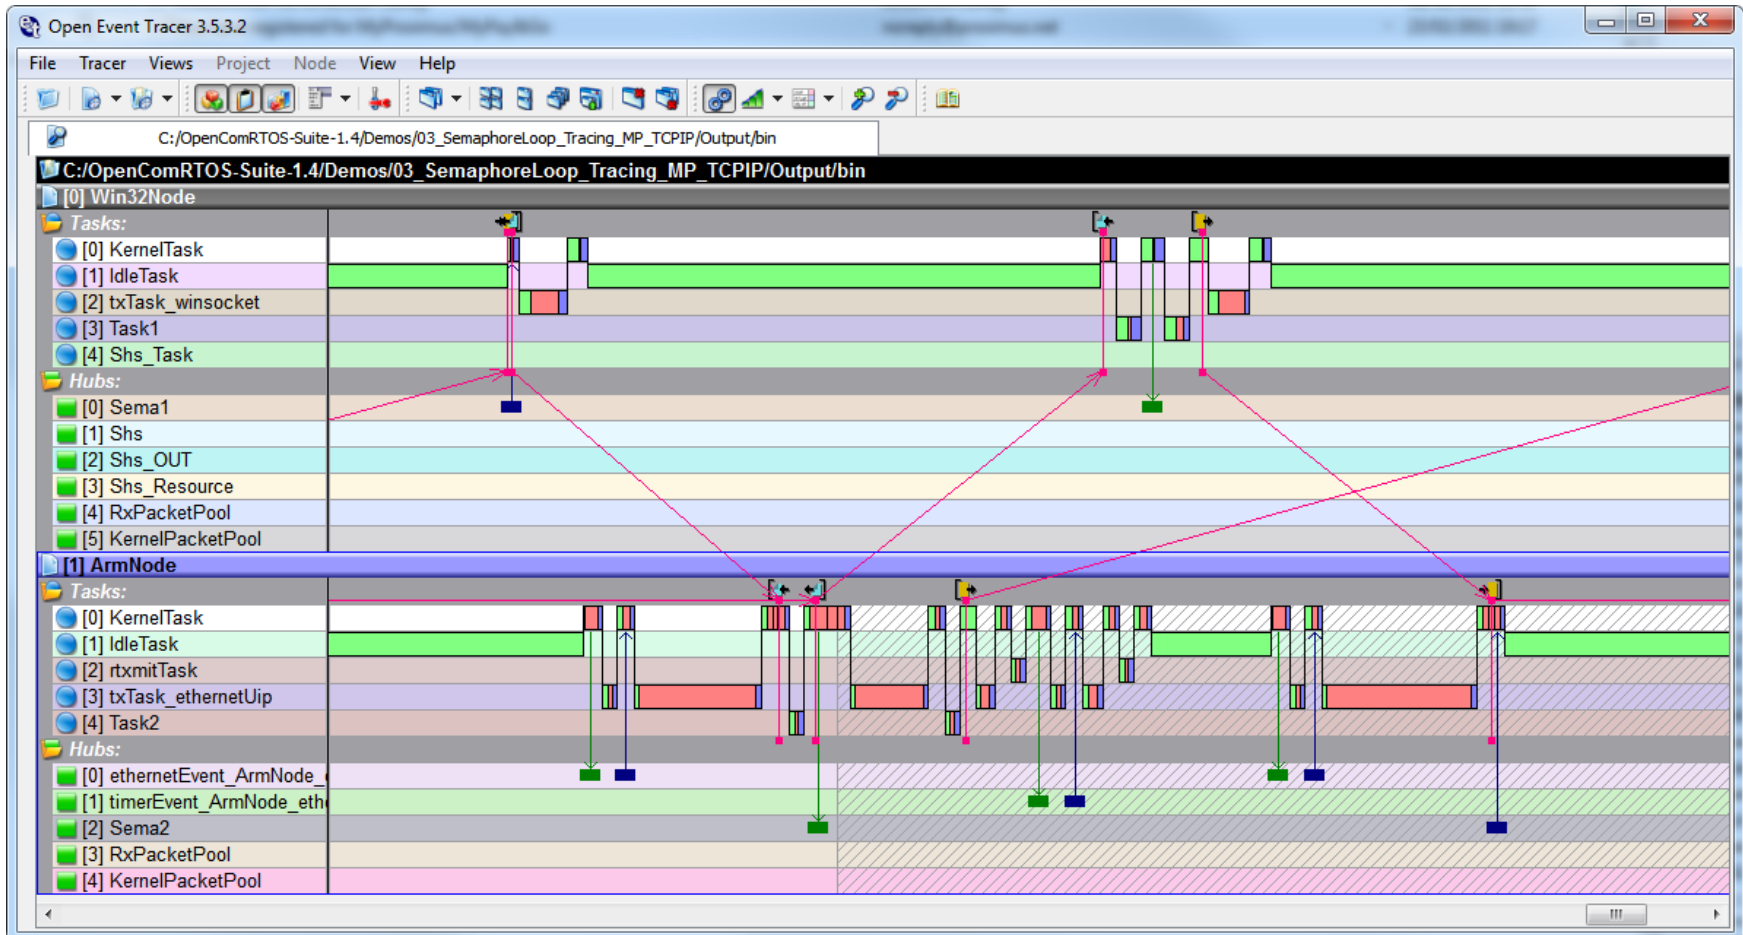 Open Event Tracer 3.5.3.2
File Tracer Views Project Node View Help
C:/OpenComRTOS-Suite-1.4/Demos/03_SemaphoreLoop_Tracing_MP_TCPIP/Output/bin
C:/OpenComRTOS-Suite-1.4/Demos/03_SemaphoreLoop_Tracing_MP_TCPIP/Output/bin
[0] Win32Node
Tasks:
[0] KernelTask
[1] IdleTask
[2] txTask_winsocket
[3] Task1
[4] Shs_Task
Hubs:
[0] Sema1
[1] Shs
[2] Shs_OUT
[3] Shs_Resource
[4] RxPacketPool
[5] KernelPacketPool
[1] ArmNode
Tasks:
[0] KernelTask
[1] IdleTask
[2] rtxmitTask
[3] txTask_ethernetUip
[4] Task2
Hubs:
[0] ethernetEvent_ArmNode_
[1] timerEvent_ArmNode_eth
[2] Sema2
[3] RxPacketPool
[4] KernelPacketPool